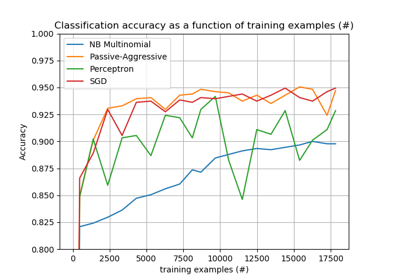 Classification accuracy as a function of training examples (#)
NB Multinomial
Passive-Aggressive
Perceptron
SGD
Accuracy
1.000
0.975
0.950
0.925
0.900
0.875
0.850
0.825
0.800
0 2500 5000 7500 10000 12500 15000 17500
training examples (#)